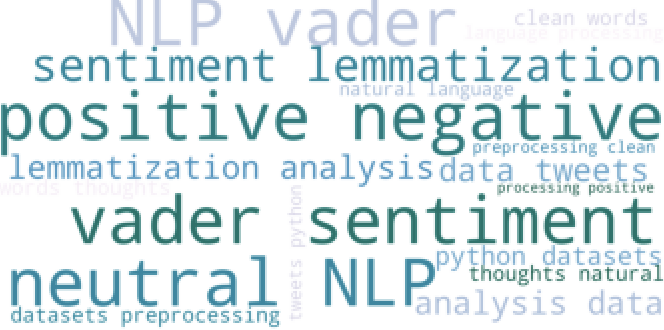 NLP vader
clean words
language processing
sentiment lemmatization
natural language
positive negative
preprocessing clean
lemmatization analysis
data tweets
words thoughts
processing positive
tweets python
vader sentiment
python datasets
neutral NLP
thoughts natural
analysis data
datasets preprocessing